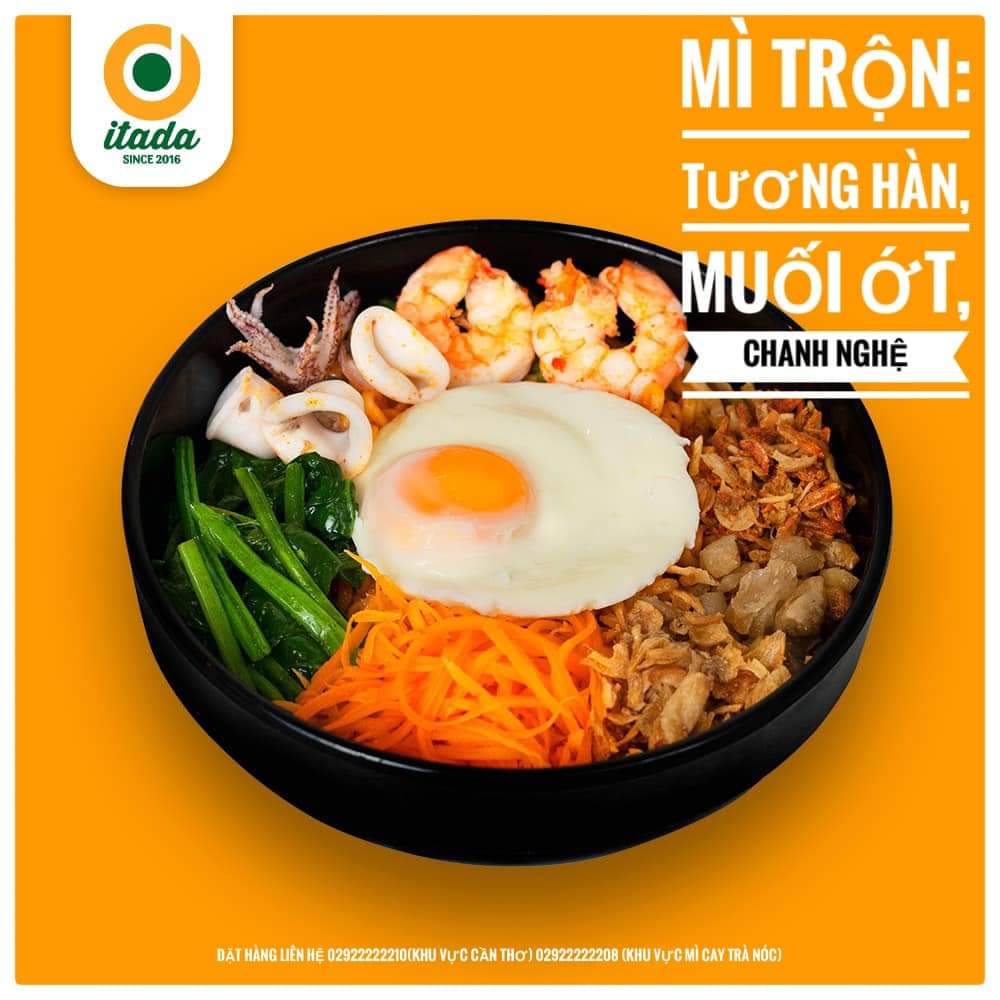 itada
SINCE 2016
MÌ TRỘN:
TƯƠNG HÀN,
MUỐI ỚT,
CHANH NGHỆ
ĐẶT HÀNG LIÊN HỆ 02922222210(KHU VỰC CẦN THƠ) 02922222208 (KHU VỰC MÌ CAY TRÀ NÓC)